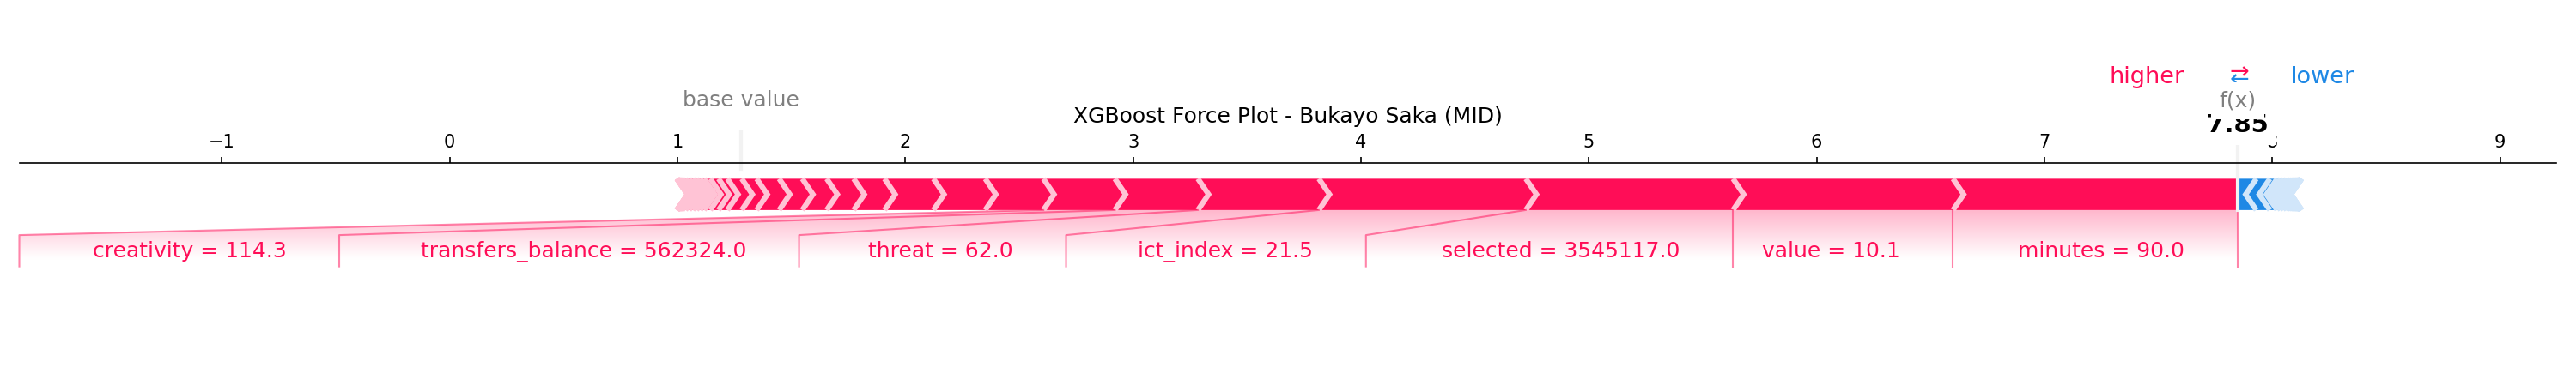 higher ⇄ lower
base value
f(x)
XGBoost Force Plot - Bukayo Saka (MID)
7.85
−1 0 1 2 3 4 5 6 7 9
creativity = 114.3 transfers_balance = 562324.0 threat = 62.0 ict_index = 21.5 selected = 3545117.0 value = 10.1 minutes = 90.0